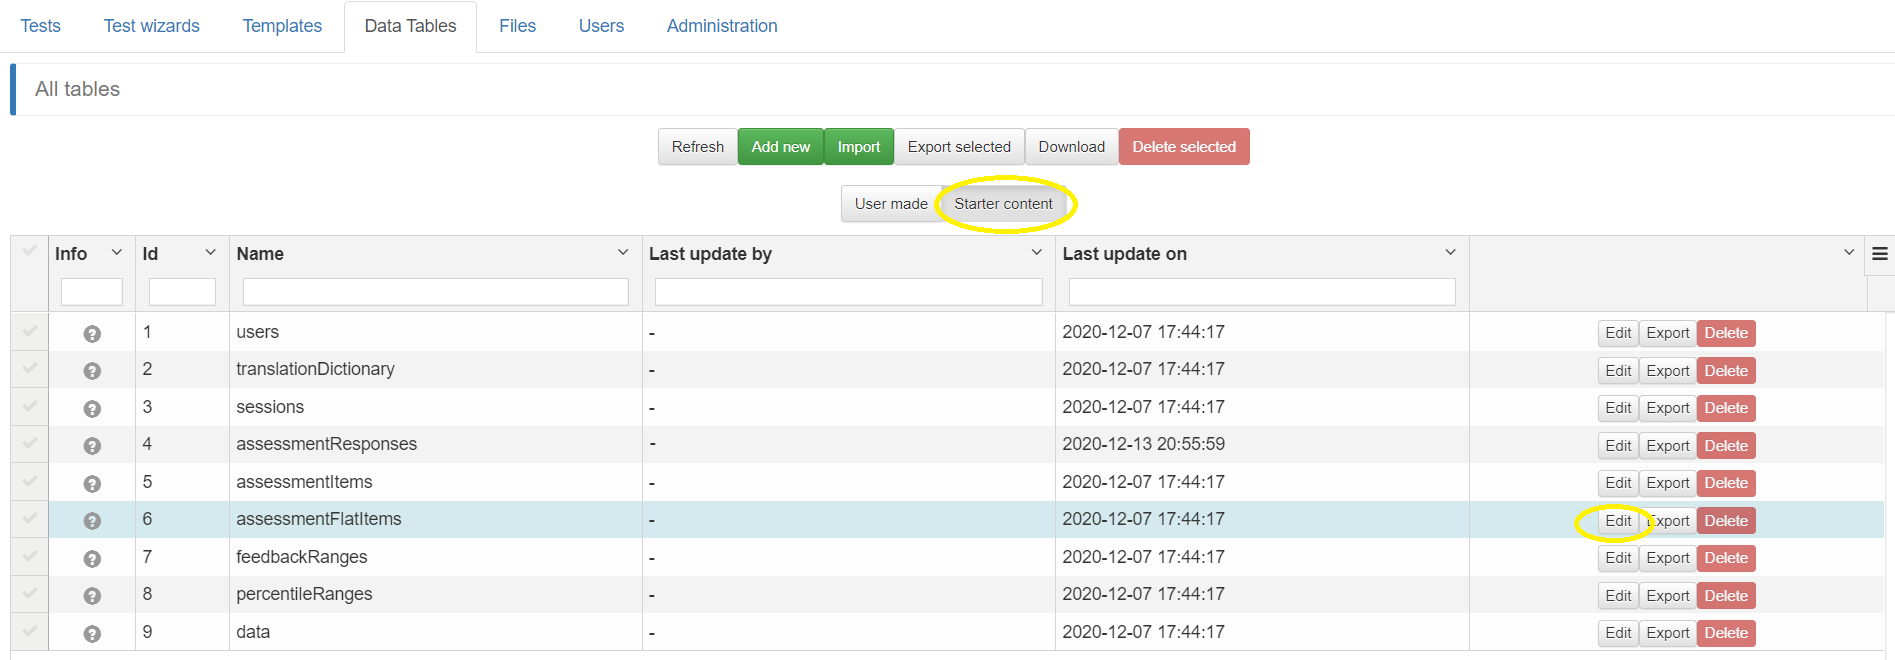 Tests Test wizards Templates Data Tables Files Users Administration
All tables
Refresh Add new Import Export selected Download Delete selected
User made Starter content
Info Id Name Last update by Last update on
1 users - 2020-12-07 17:44:17 Edit Export Delete
2 translationDictionary - 2020-12-07 17:44:17 Edit Export Delete
3 sessions - 2020-12-07 17:44:17 Edit Export Delete
4 assessmentResponses - 2020-12-13 20:55:59 Edit Export Delete
5 assessmentItems - 2020-12-07 17:44:17 Edit Export Delete
6 assessmentFlatItems - 2020-12-07 17:44:17 Edit Export Delete
7 feedbackRanges - 2020-12-07 17:44:17 Edit Export Delete
8 percentileRanges - 2020-12-07 17:44:17 Edit Export Delete
9 data - 2020-12-07 17:44:17 Edit Export Delete